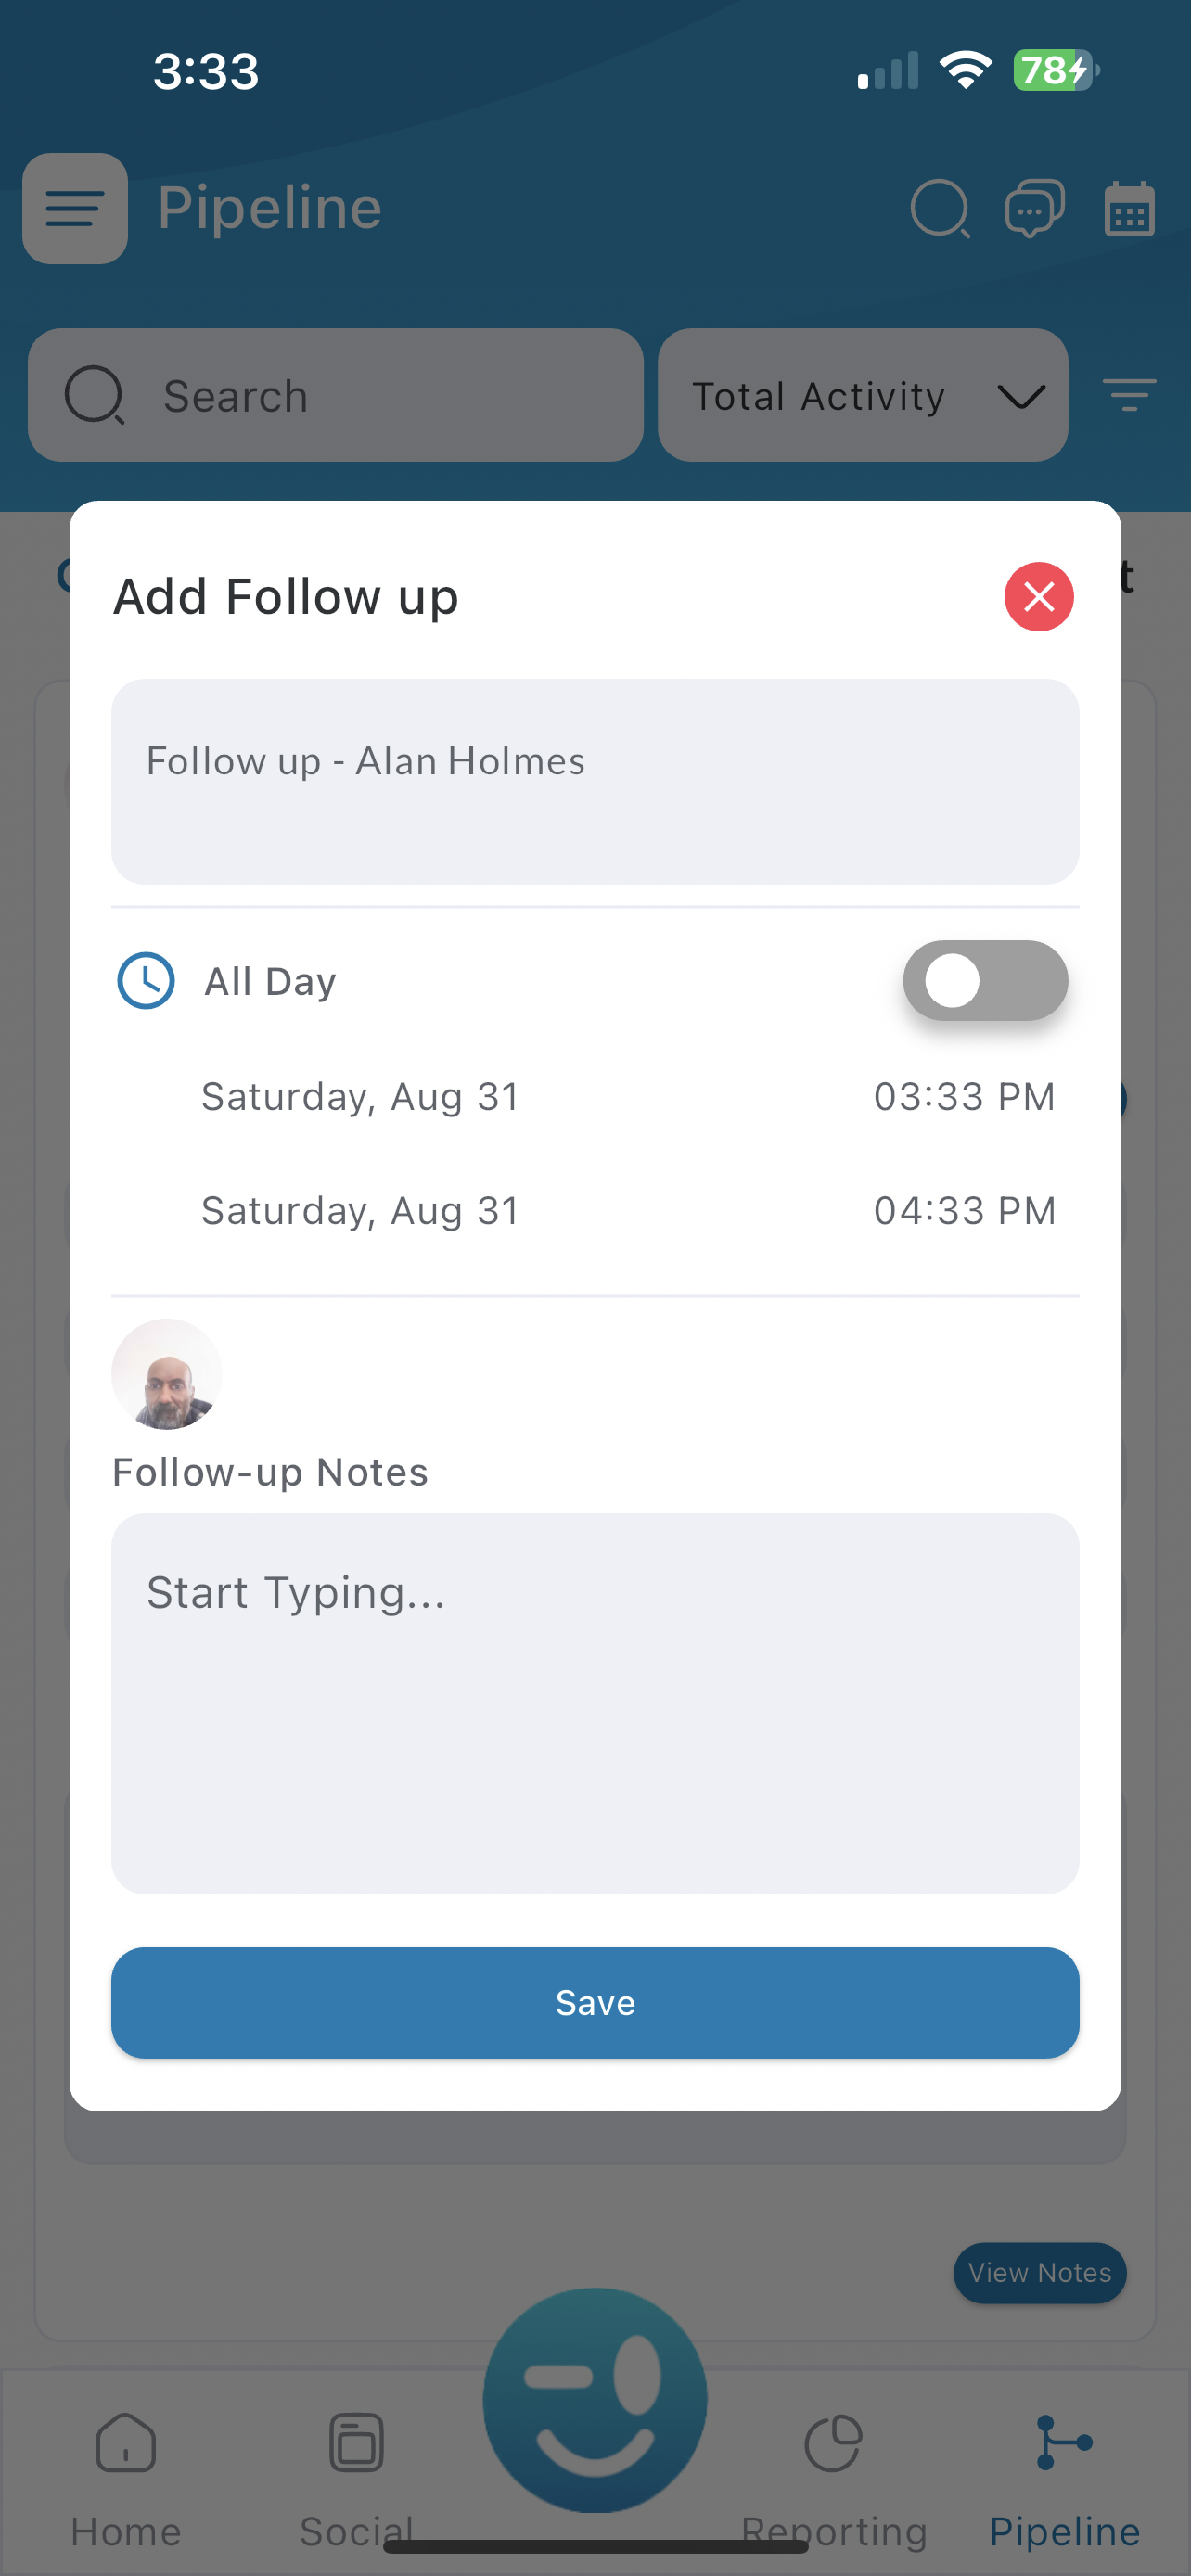 3:33
78
Pipeline
Search
Total Activity
Add Follow up
Follow up - Alan Holmes
All Day
Saturday, Aug 31 03:33 PM
Saturday, Aug 31 04:33 PM
Follow-up Notes
Start Typing...
Save
View Notes
Home Social Reporting Pipeline